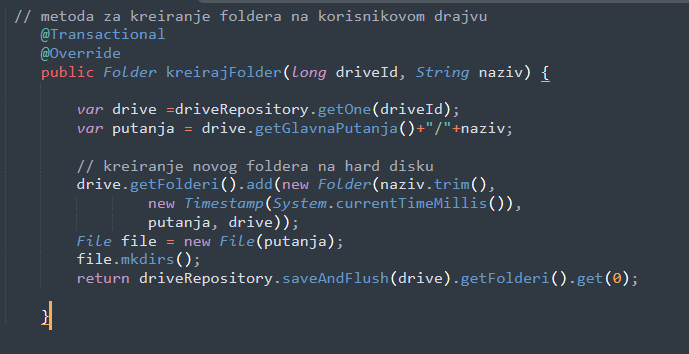 // metoda za kreiranje foldera na korisnikovom drajvu
@Transactional
@Override
public Folder kreirajFolder(long driveId, String naziv) {
var drive =driveRepository.getOne(driveId);
var putanja = drive.getGlavnaPutanja()+"/"+naziv;
// kreiranje novog foldera na hard disku
drive.getFolderi().add(new Folder(naziv.trim(),
new Timestamp(System.currentTimeMillis()),
putanja, drive));
File file = new File(putanja);
file.mkdirs();
return driveRepository.saveAndFlush(drive).getFolderi().get(0);
}